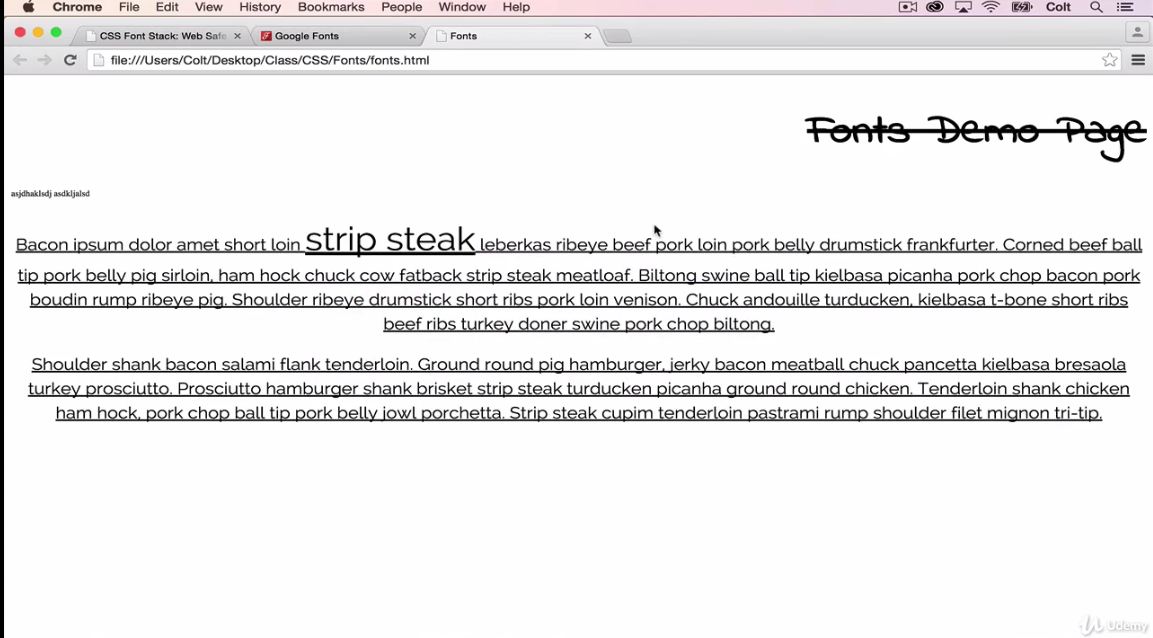 Chrome File Edit View History Bookmarks People Window Help Colt
CSS Font Stack: Web Safe Google Fonts Fonts
file:///Users/Colt/Desktop/Class/CSS/Fonts/fonts.html
Fonts Demo Page
asjdhaklsdj asdkljalsd
Bacon ipsum dolor amet short loin strip steak leberkas ribeye beef pork loin pork belly drumstick frankfurter. Corned beef ball
tip pork belly pig sirloin, ham hock chuck cow fatback strip steak meatloaf. Biltong swine ball tip kielbasa picanha pork chop bacon pork
boudin rump ribeye pig. Shoulder ribeye drumstick short ribs pork loin venison. Chuck andouille turducken, kielbasa t-bone short ribs
beef ribs turkey doner swine pork chop biltong.
Shoulder shank bacon salami flank tenderloin. Ground round pig hamburger, jerky bacon meatball chuck pancetta kielbasa bresaola
turkey prosciutto. Prosciutto hamburger shank brisket strip steak turducken picanha ground round chicken. Tenderloin shank chicken
ham hock, pork chop ball tip pork belly jowl porchetta. Strip steak cupim tenderloin pastrami rump shoulder filet mignon tri-tip.
Udemy